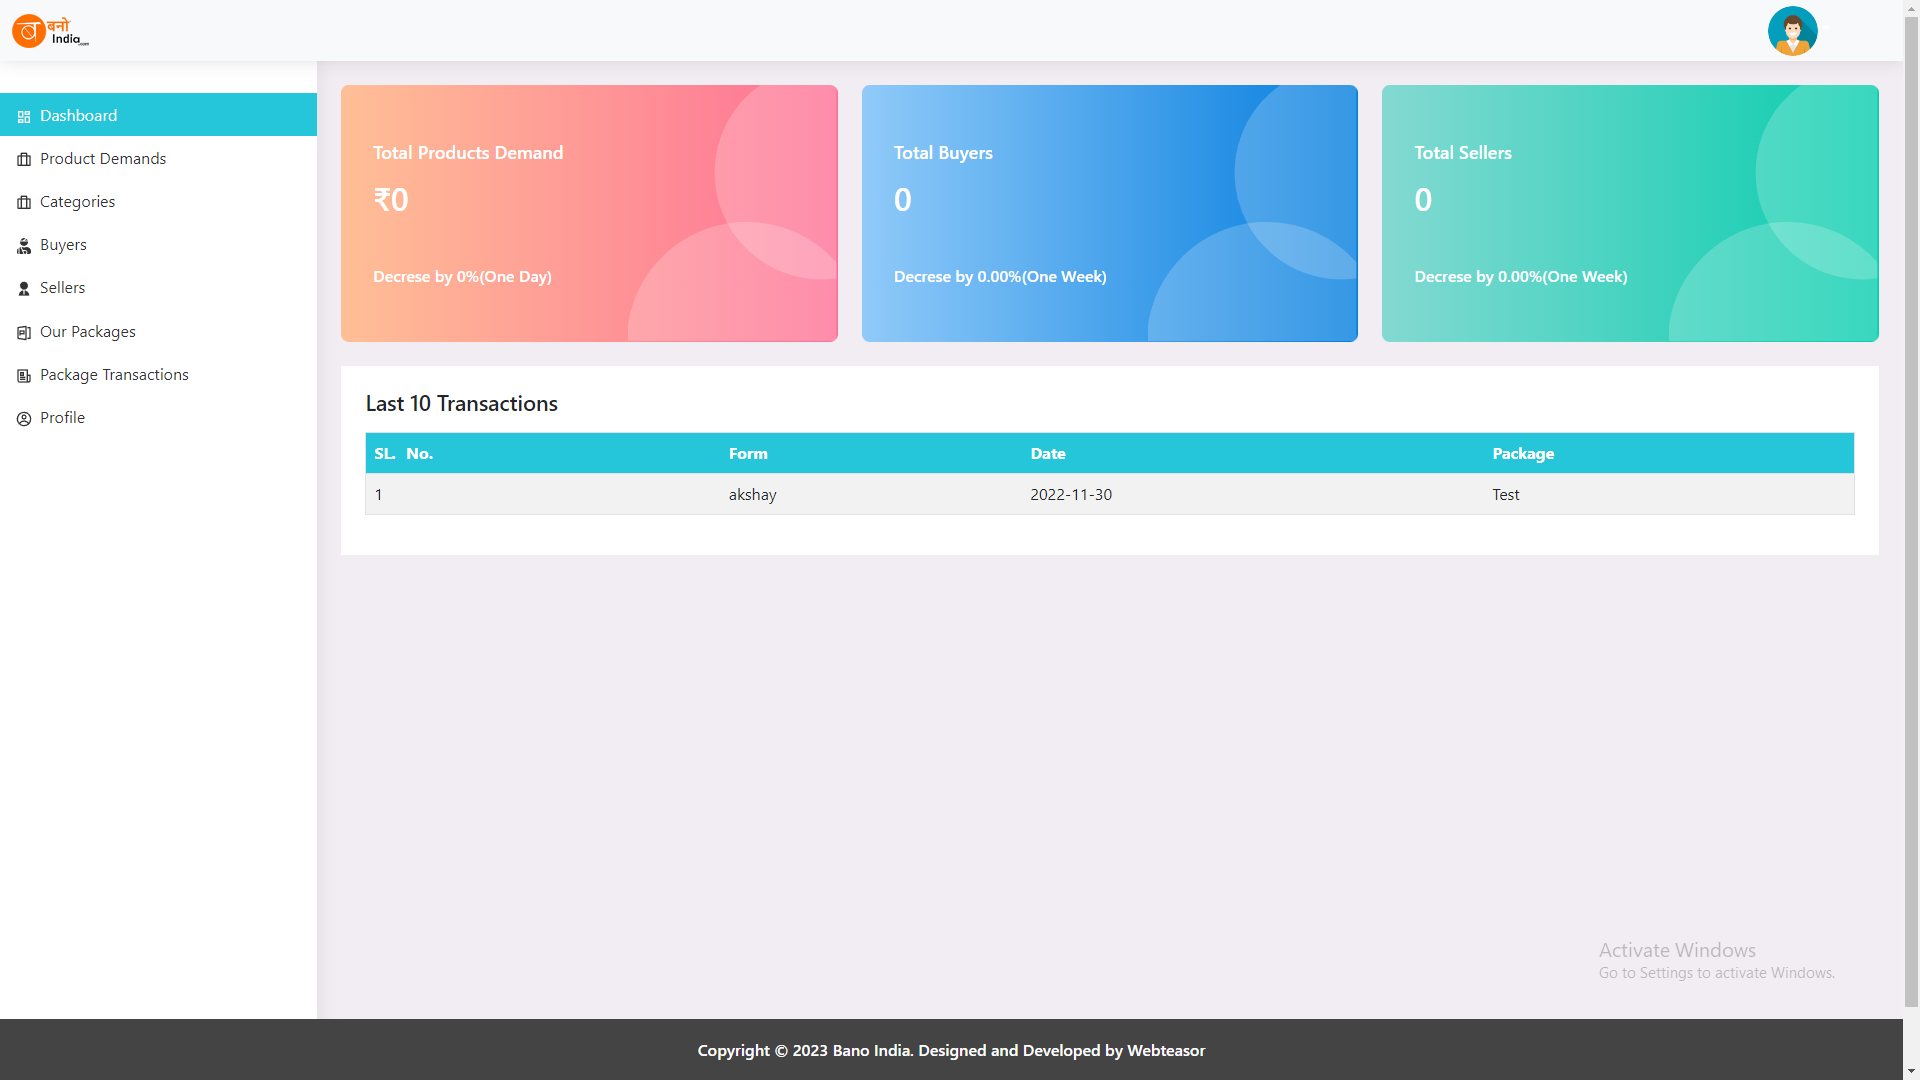 व बनो
India.com
Dashboard
Product Demands
Categories
Buyers
Sellers
Our Packages
Package Transactions
Profile
Total Products Demand
₹0
Decrese by 0%(One Day)
Total Buyers
0
Decrese by 0.00%(One Week)
Total Sellers
0
Decrese by 0.00%(One Week)
Last 10 Transactions
SL. No. Form Date Package
1 akshay 2022-11-30 Test
Activate Windows
Go to Settings to activate Windows.
Copyright © 2023 Bano India. Designed and Developed by Webteasor